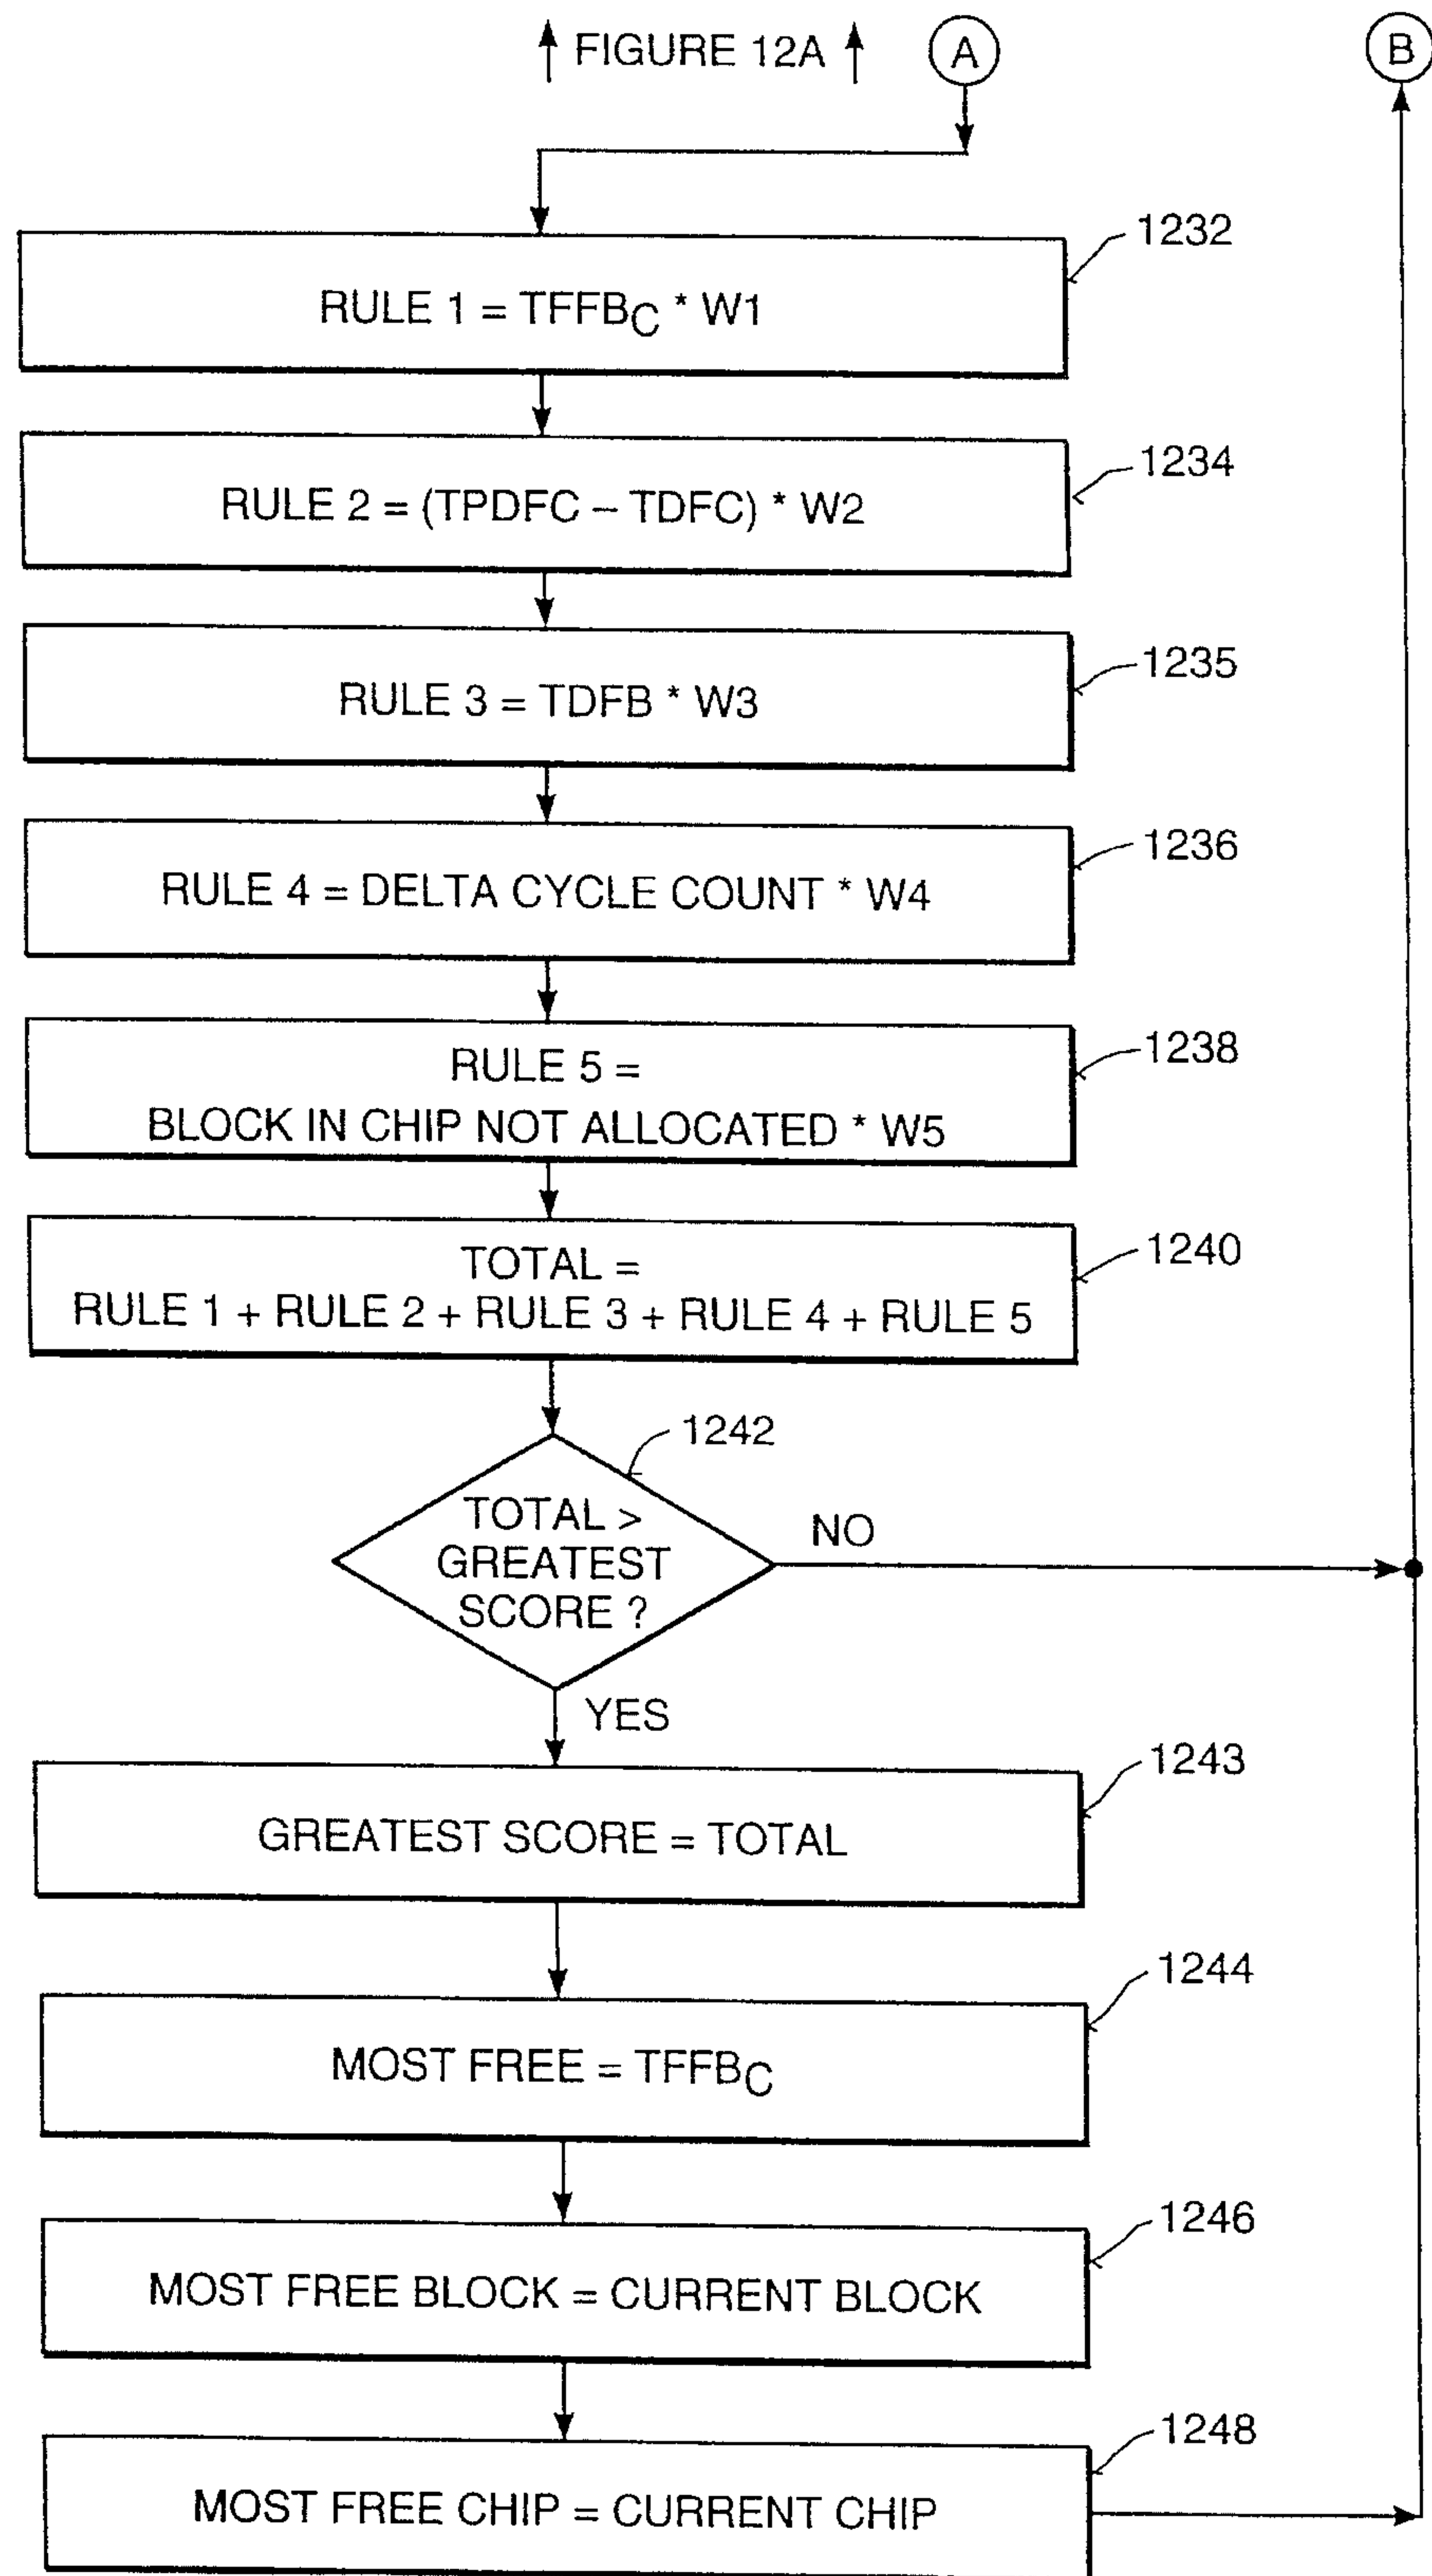 FIGURE 12A
A
B
1232
RULE 1 = TFFBC * W1
1234
RULE 2 = (TPDFC – TDFC) * W2
1235
RULE 3 = TDFB * W3
1236
RULE 4 = DELTA CYCLE COUNT * W4
1238
RULE 5 =
BLOCK IN CHIP NOT ALLOCATED * W5
1240
TOTAL =
RULE 1 + RULE 2 + RULE 3 + RULE 4 + RULE 5
1242
TOTAL >
GREATEST
SCORE ?
NO
YES
1243
GREATEST SCORE = TOTAL
1244
MOST FREE = TFFBC
1246
MOST FREE BLOCK = CURRENT BLOCK
1248
MOST FREE CHIP = CURRENT CHIP